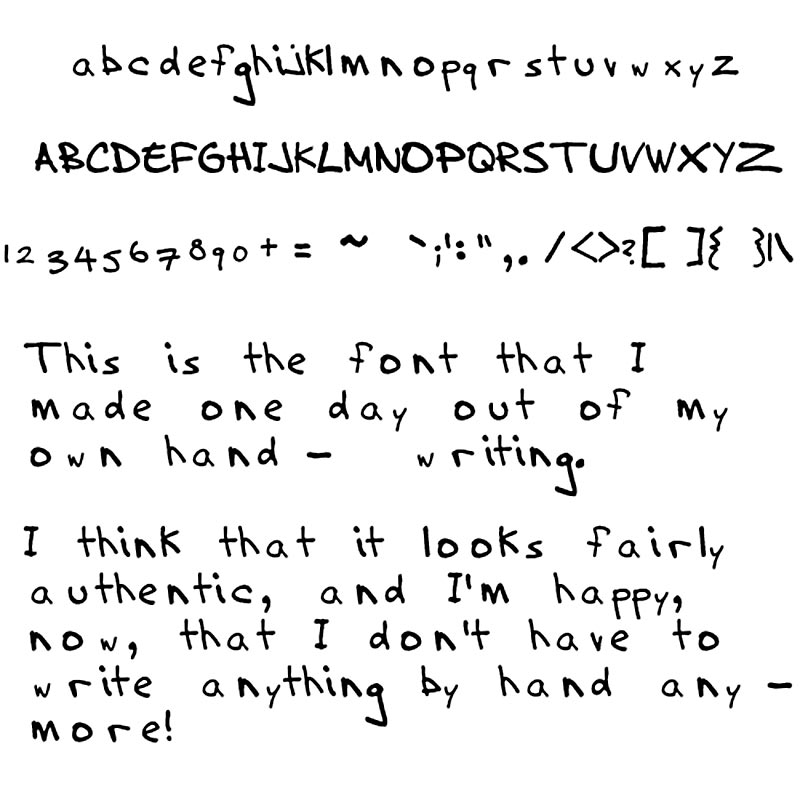 abcdefghijklmnopqrstuvwxyz
ABCDEFGHIJKLMNOPQRSTUVWXYZ
1234567890+= ~ `;':",./<>?[ ]{ }|\
This is the font that I
made one day out of my
own hand- writing.
I think that it looks fairly
authentic, and I'm happy,
now, that I don't have to
write anything by hand any-
more!